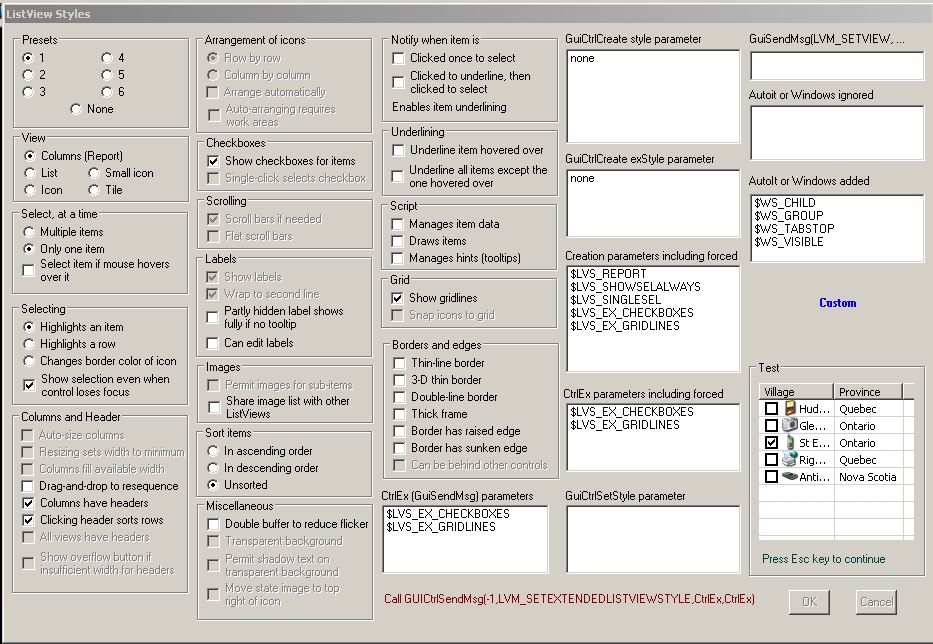 ListView Styles
Presets
1
4
2
5
3
6
None
View
Columns (Report)
List
Small icon
Icon
Tile
Select, at a time
Multiple items
Only one item
Select item if mouse hovers
over it
Selecting
Highlights an item
Highlights a row
Changes border color of icon
Show selection even when
control loses focus
Columns and Header
Auto-size columns
Resizing sets width to minimum
Columns fill available width
Drag-and-drop to resequence
Columns have headers
Clicking header sorts rows
All views have headers
Show overflow button if
insufficient width for headers
Arrangement of icons
Row by row
Column by column
Arrange automatically
Auto-arranging requires
work areas
Checkboxes
Show checkboxes for items
Single-click selects checkbox
Scrolling
Scroll bars if needed
Flat scroll bars
Labels
Show labels
Wrap to second line
Partly hidden label shows
fully if no tooltip
Can edit labels
Images
Permit images for sub-items
Share image list with other
ListViews
Sort items
In ascending order
In descending order
Unsorted
Miscellaneous
Double buffer to reduce flicker
Transparent background
Permit shadow text on
transparent background
Move state image to top
right of icon
Notify when item is
Clicked once to select
Clicked to underline, then
clicked to select
Enables item underlining
Underlining
Underline item hovered over
Underline all items except the
one hovered over
Script
Manages item data
Draws items
Manages hints (tooltips)
Grid
Show gridlines
Snap icons to grid
Borders and edges
Thin-line border
3-D thin border
Double-line border
Thick frame
Border has raised edge
Border has sunken edge
Can be behind other controls
CtrlEx (GuiSendMsg) parameters
$LVS_EX_CHECKBOXES
$LVS_EX_GRIDLINES
GuiCtrlCreate style parameter
none
GuiCtrlCreate exStyle parameter
none
Creation parameters including forced
$LVS_REPORT
$LVS_SHOWSELALWAYS
$LVS_SINGLESEL
$LVS_EX_CHECKBOXES
$LVS_EX_GRIDLINES
CtrlEx parameters including forced
$LVS_EX_CHECKBOXES
$LVS_EX_GRIDLINES
GuiCtrlSetStyle parameter
GuiSendMsg(LVM_SETVIEW, ...
Autoit or Windows ignored
AutoIt or Windows added
$WS_CHILD
$WS_GROUP
$WS_TABSTOP
$WS_VISIBLE
Custom
Test
Village Province
Hud... Quebec
Gle... Ontario
St E... Ontario
Rig... Quebec
Anti... Nova Scotia
Press Esc key to continue
Call GUICtrlSendMsg(-1,LVM_SETEXTENDEDLISTVIEWSTYLE,CtrlEx,CtrlEx)
OK
Cancel